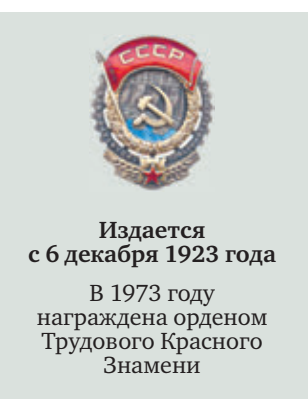 СССР
Издается
с 6 декабря 1923 года
В 1973 году
награждена орденом
Трудового Красного
Знамени